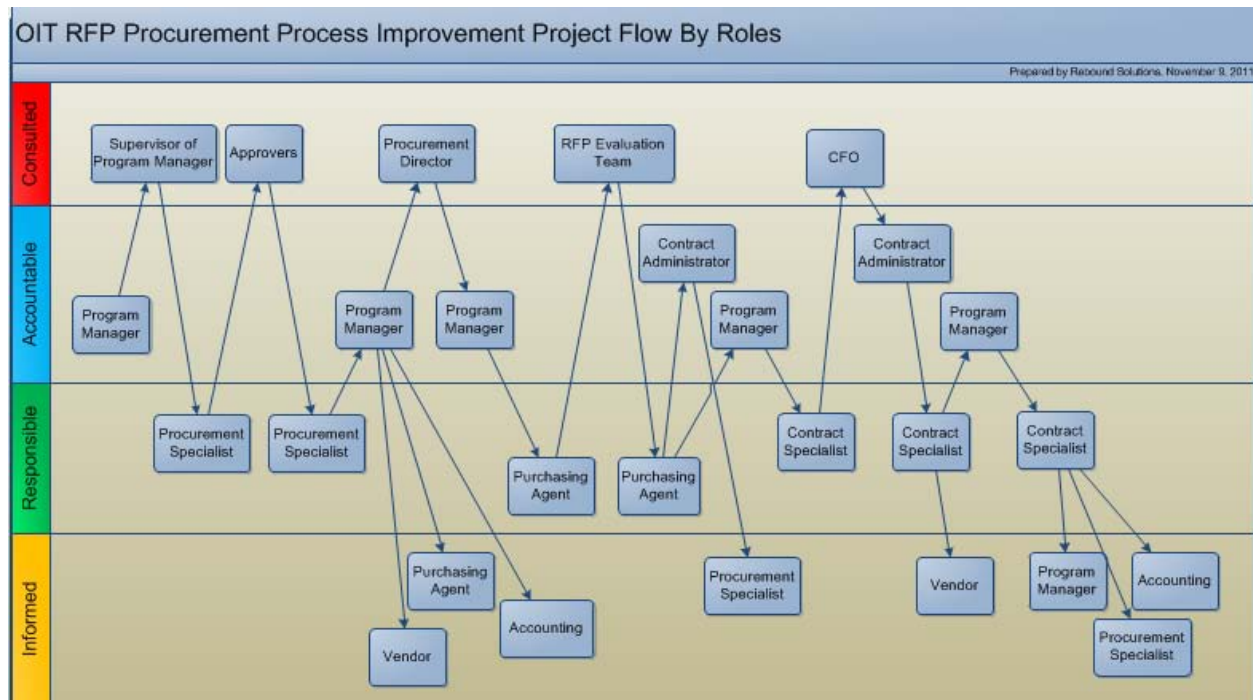 OIT RFP Procurement Process Improvement Project Flow By Roles
Prepared by Rebound Solutions, November 9, 2011
Consulted
Supervisor of
Program Manager
Approvers
Procurement
Director
RFP Evaluation
Team
CFO
Accountable
Program
Manager
Program
Manager
Program
Manager
Contract
Administrator
Program
Manager
Contract
Administrator
Program
Manager
Responsible
Procurement
Specialist
Procurement
Specialist
Purchasing
Agent
Purchasing
Agent
Contract
Specialist
Contract
Specialist
Contract
Specialist
Informed
Vendor
Purchasing
Agent
Accounting
Procurement
Specialist
Vendor
Program
Manager
Procurement
Specialist
Accounting